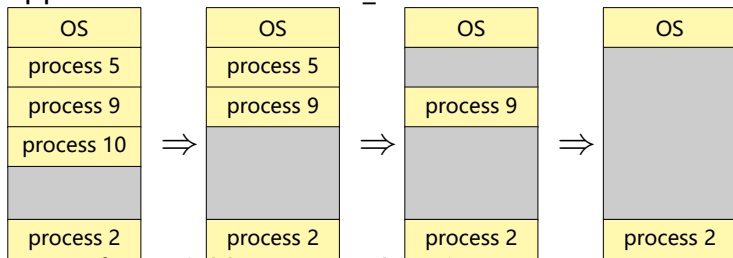 OS OS OS OS
process 5 process 5
process 9 process 9 process 9
process 10 ⇒ ⇒ ⇒
process 2 process 2 process 2 process 2